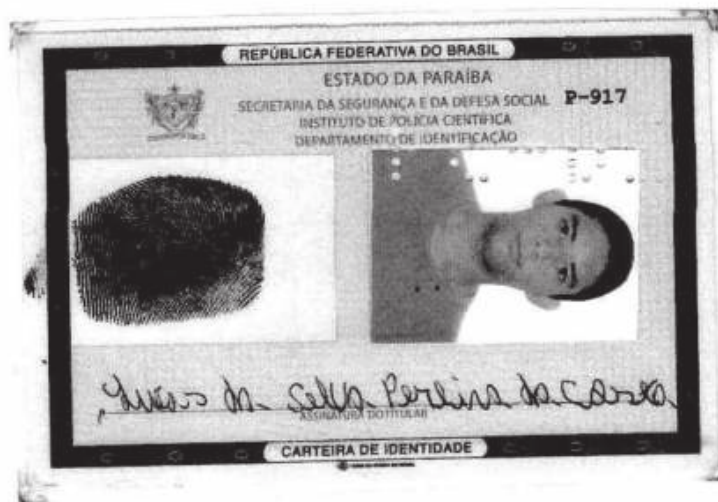 REPÚBLICA FEDERATIVA DO BRASIL
ESTADO DA PARAÍBA
SECRETARIA DA SEGURANÇA E DA DEFESA SOCIAL P-917
INSTITUTO DE POLÍCIA CIENTÍFICA
DEPARTAMENTO DE IDENTIFICAÇÃO
Lucas da Silva Pereira da Costa
ASSINATURA DO TITULAR
CARTEIRA DE IDENTIDADE